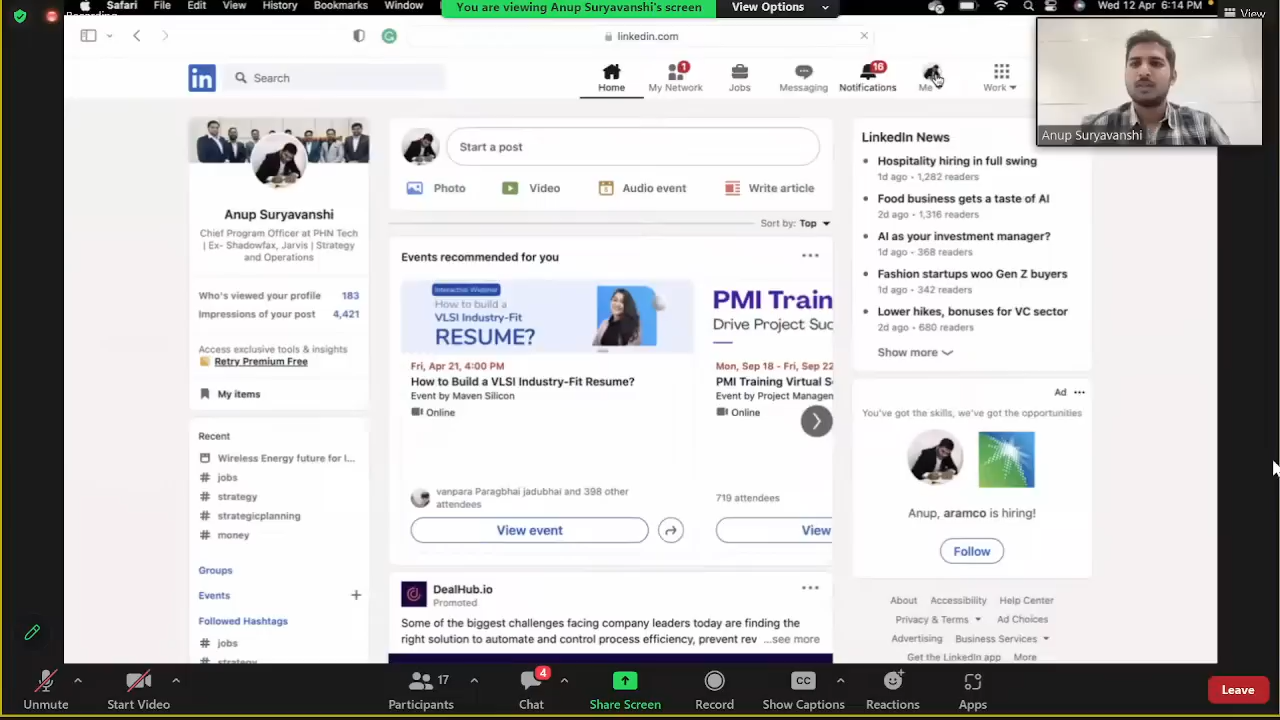 Safari File Edit View History Bookmarks Window
You are viewing Anup Suryavanshi's screen
View Options
Wed 12 Apr 6:14 PM
View
Recording
linkedin.com
in
Search
Home
1
My Network
Jobs
Messaging
16
Notifications
Me
Work
Anup Suryavanshi
Anup Suryavanshi
Chief Program Officer at PHN Tech
| Ex- Shadowfax, Jarvis | Strategy
and Operations
Who's viewed your profile 183
Impressions of your post 4,421
Access exclusive tools & insights
Retry Premium Free
My items
Recent
Wireless Energy future for I...
# jobs
# strategy
# strategicplanning
# money
Groups
Events +
Followed Hashtags
# jobs
# strategy
Start a post
Photo
Video
Audio event
Write article
Sort by: Top
Events recommended for you
Interactive Webinar
How to build a
VLSI Industry-Fit
RESUME?
Fri, Apr 21, 4:00 PM
How to Build a VLSI Industry-Fit Resume?
Event by Maven Silicon
Online
vanpara Paragbhai jadubhai and 398 other
attendees
View event
PMI Train
Drive Project Suc
Mon, Sep 18 - Fri, Sep 22
PMI Training Virtual S
Event by Project Managen
Online
719 attendees
View
DealHub.io
Promoted
Some of the biggest challenges facing company leaders today are finding the
right solution to automate and control process efficiency, prevent rev ...see more
LinkedIn News
Hospitality hiring in full swing
1d ago • 1,282 readers
Food business gets a taste of AI
2d ago • 1,316 readers
AI as your investment manager?
1d ago • 368 readers
Fashion startups woo Gen Z buyers
1d ago • 342 readers
Lower hikes, bonuses for VC sector
2d ago • 680 readers
Show more
Ad
You've got the skills, we've got the opportunities
Anup, aramco is hiring!
Follow
About Accessibility Help Center
Privacy & Terms Ad Choices
Advertising Business Services
Get the LinkedIn app More
Unmute
Start Video
17
Participants
4
Chat
Share Screen
Record
CC
Show Captions
Reactions
Apps
Leave